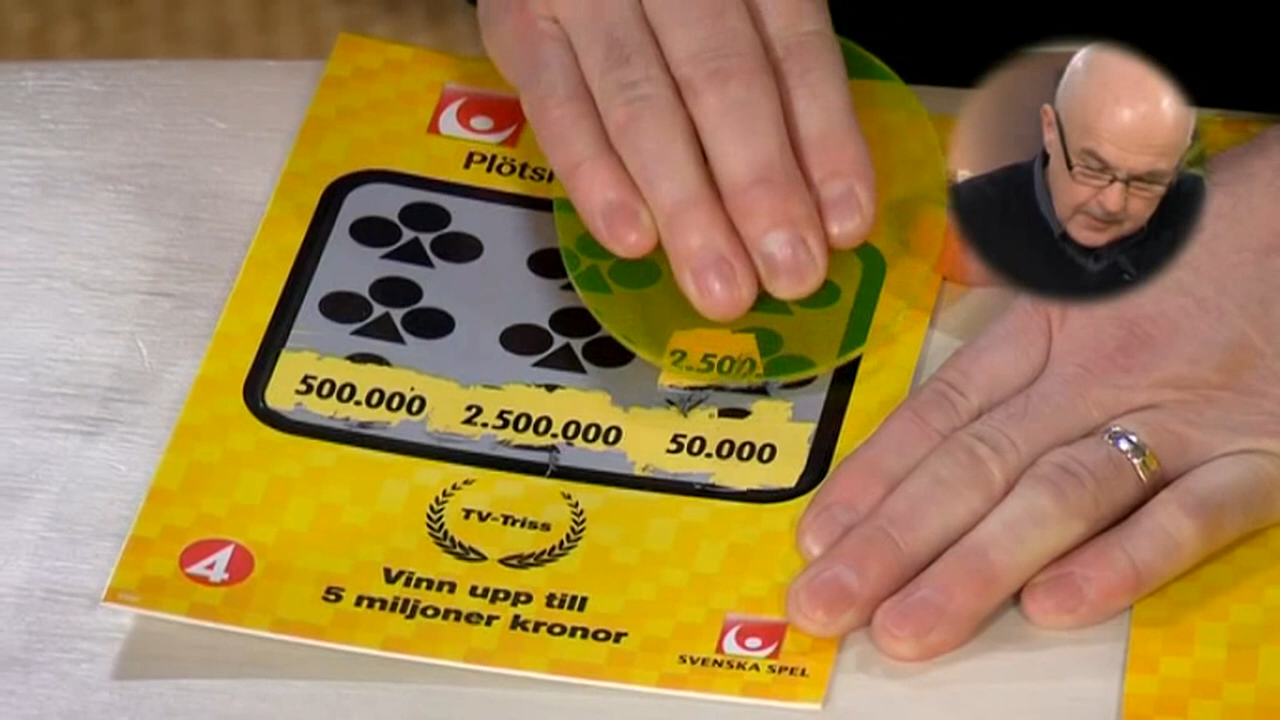 Plöts
2.500.
500.000 2.500.000 50.000
TV-Triss
4
Vinn upp till
5 miljoner kronor
SVENSKA SPEL